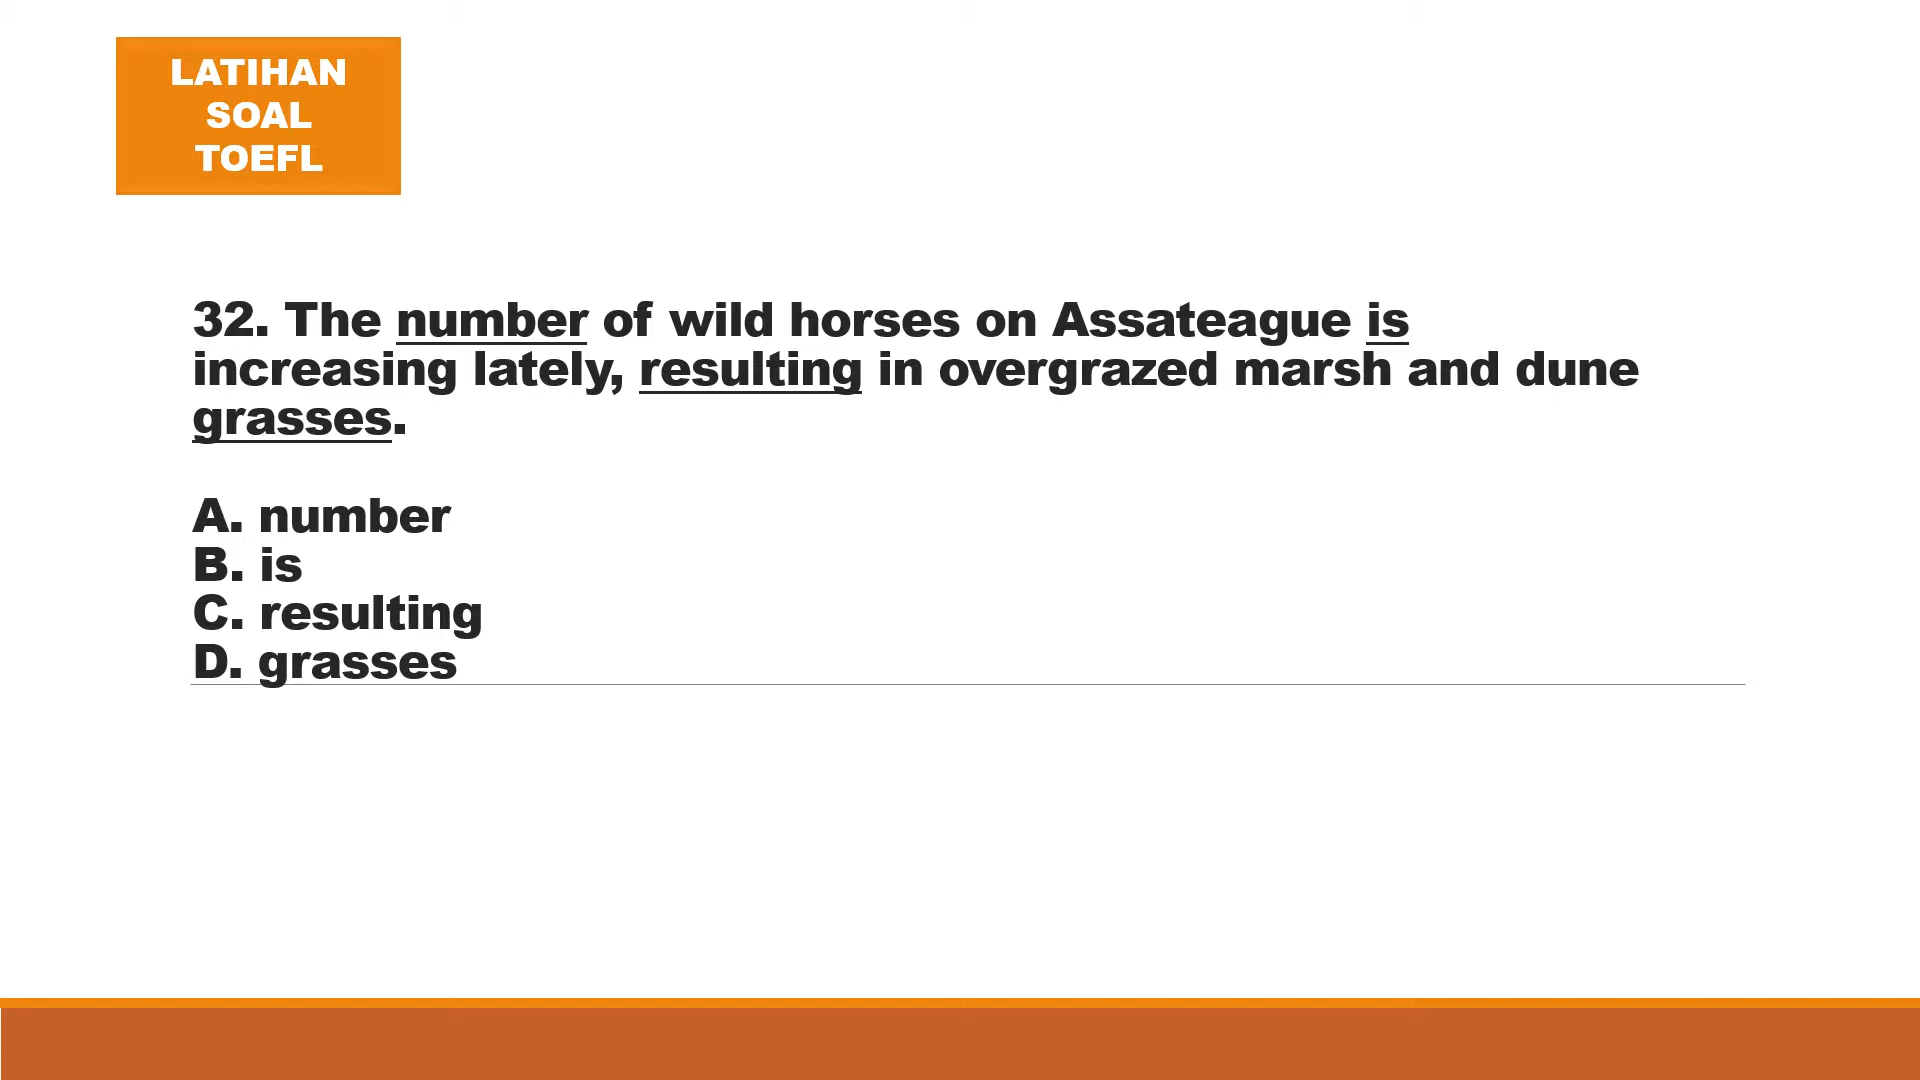 LATIHAN
SOAL
TOEFL
32. The number of wild horses on Assateague is
increasing lately, resulting in overgrazed marsh and dune
grasses.
A. number
B. is
C. resulting
D. grasses